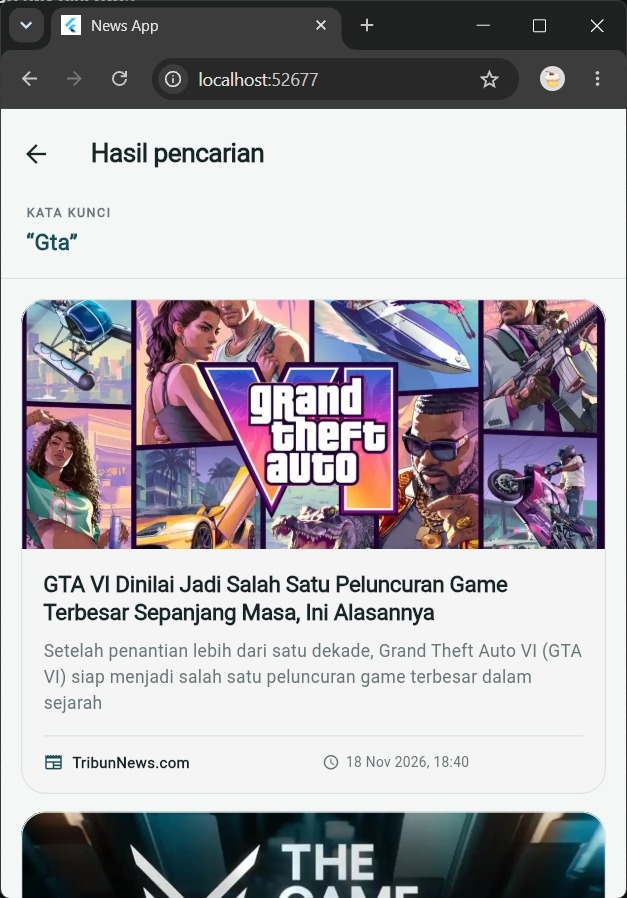 News App
localhost:52677
Hasil pencarian
KATA KUNCI
“Gta”
VI
grand
theft
auto
GTA VI Dinilai Jadi Salah Satu Peluncuran Game
Terbesar Sepanjang Masa, Ini Alasannya
Setelah penantian lebih dari satu dekade, Grand Theft Auto VI (GTA
VI) siap menjadi salah satu peluncuran game terbesar dalam
sejarah
TribunNews.com
18 Nov 2026, 18:40
THE
GAME